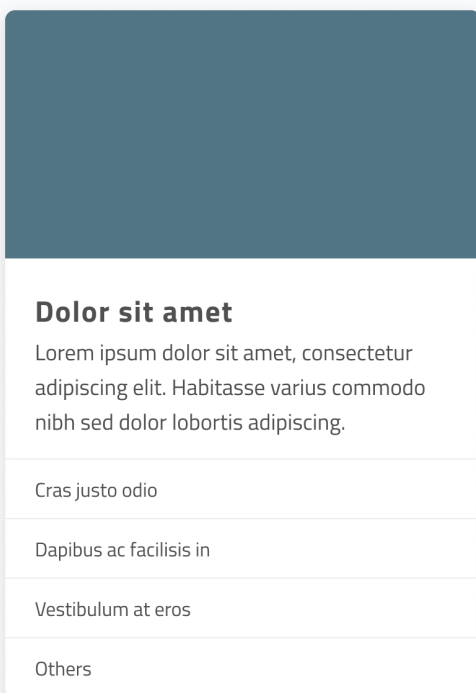 Dolor sit amet
Lorem ipsum dolor sit amet, consectetur
adipiscing elit. Habitasse varius commodo
nibh sed dolor lobortis adipiscing.
Cras justo odio
Dapibus ac facilisis in
Vestibulum at eros
Others